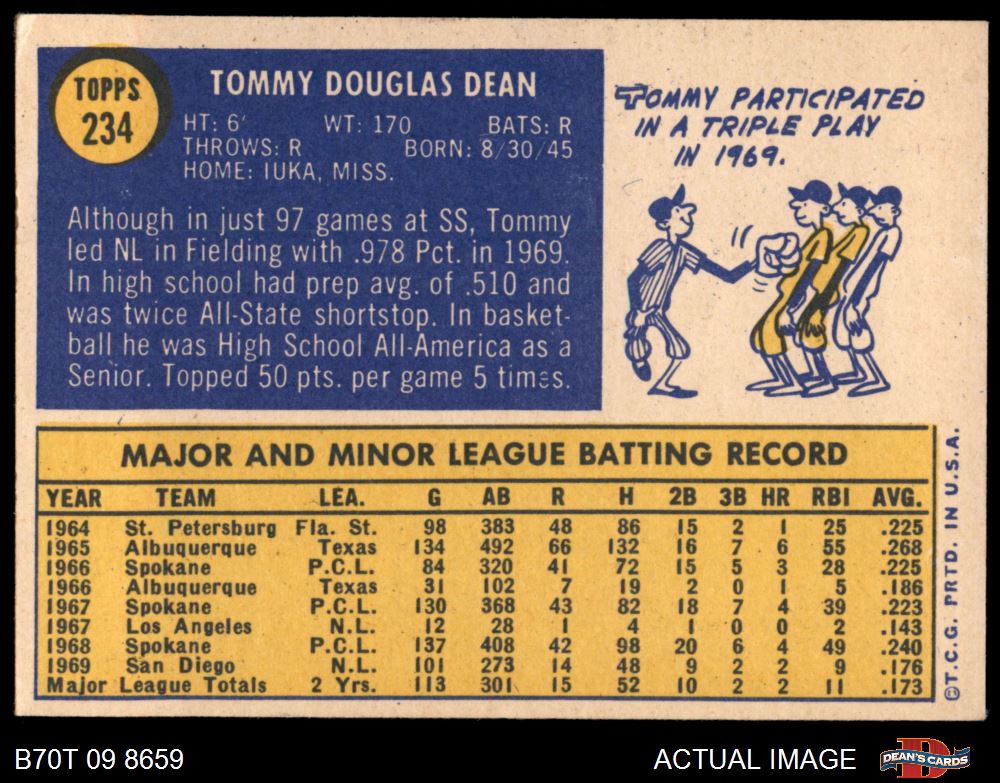 TOPPS
234
TOMMY DOUGLAS DEAN
HT: 6' WT: 170 BATS: R
THROWS: R BORN: 8/30/45
HOME: IUKA, MISS.
Although in just 97 games at SS, Tommy
led NL in Fielding with .978 Pct. in 1969.
In high school had prep avg. of .510 and
was twice All-State shortstop. In basket-
ball he was High School All-America as a
Senior. Topped 50 pts. per game 5 times.
TOMMY PARTICIPATED
IN A TRIPLE PLAY
IN 1969.
MAJOR AND MINOR LEAGUE BATTING RECORD
YEAR TEAM LEA. G AB R H 2B 3B HR RBI AVG.
1964 St. Petersburg Fla. St. 98 383 48 86 15 2 1 25 .225
1965 Albuquerque Texas 134 492 66 132 16 7 6 55 .268
1966 Spokane P.C.L. 84 320 41 72 15 5 3 28 .225
1966 Albuquerque Texas 31 102 7 19 2 0 1 5 .186
1967 Spokane P.C.L. 130 368 43 82 18 7 4 39 .223
1967 Los Angeles N.L. 12 28 1 4 1 0 0 2 .143
1968 Spokane P.C.L. 137 408 42 98 20 6 4 49 .240
1969 San Diego N.L. 101 273 14 48 9 2 2 9 .176
Major League Totals 2 Yrs. 113 301 15 52 10 2 2 11 .173
©T.C.G. PRTD. IN U.S.A.
B70T 09 8659
ACTUAL IMAGE
D
DEAN'S CARDS